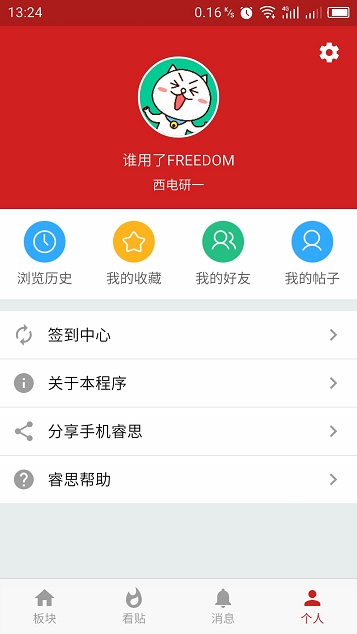 13:24
0.16 K/s 4G
谁用了FREEDOM
西电研一
浏览历史 我的收藏 我的好友 我的帖子
签到中心
关于本程序
分享手机睿思
睿思帮助
板块 看贴 消息 个人